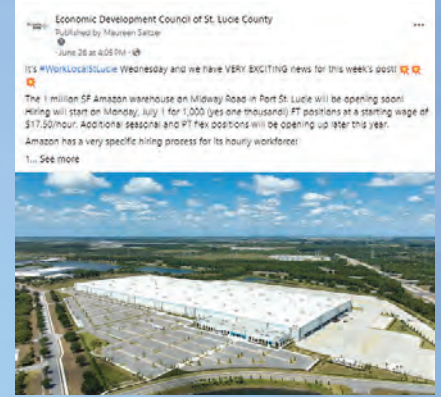 Economic Development Council of St. Lucie County
Published by Maureen Saltzer
· June 26 at 4:05 PM ·
It's #WorkLocalStLucie Wednesday and we have VERY EXCITING news for this week's post!
The 1 million SF Amazon warehouse on Midway Road in Port St. Lucie will be opening soon!
Hiring will start on Monday, July 1 for 1,000 (yes one thousand) FT positions at a starting wage of
$17.50/hour. Additional seasonal and PT flex positions will be opening up later this year.
Amazon has a very specific hiring process for its hourly workforce:
1... See more